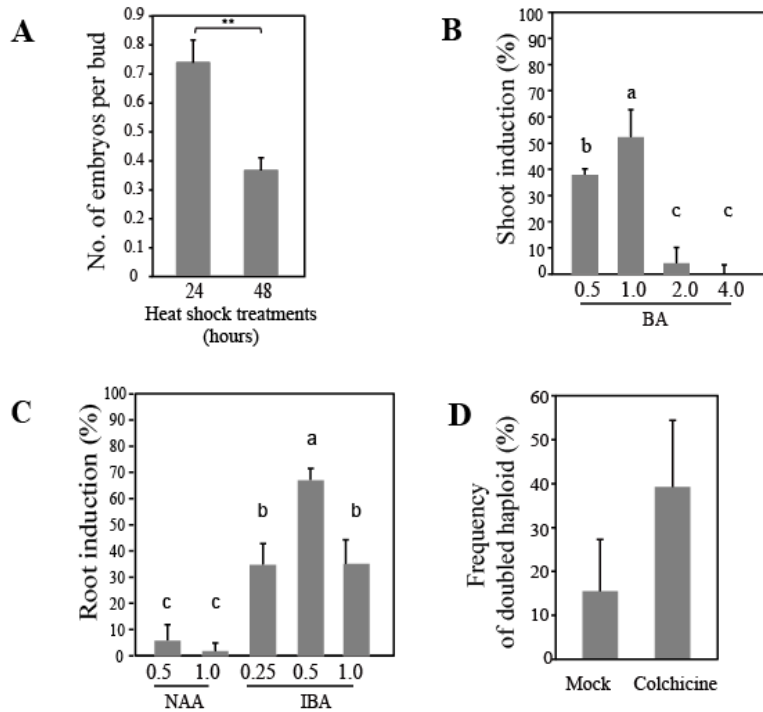 A
No. of embryos per bud
0.9
0.8
0.7
0.6
0.5
0.4
0.3
0.2
0.1
0
**
24 48
Heat shock treatments
(hours)
B
Shoot induction (%)
100
90
80
70
60
50
40
30
20
10
0
b a c c
0.5 1.0 2.0 4.0
BA
C
Root induction (%)
100
90
80
70
60
50
40
30
20
10
0
c c b a b
0.5 1.0 0.25 0.5 1.0
NAA IBA
D
Frequency
of doubled haploid (%)
60
50
40
30
20
10
0
Mock Colchicine